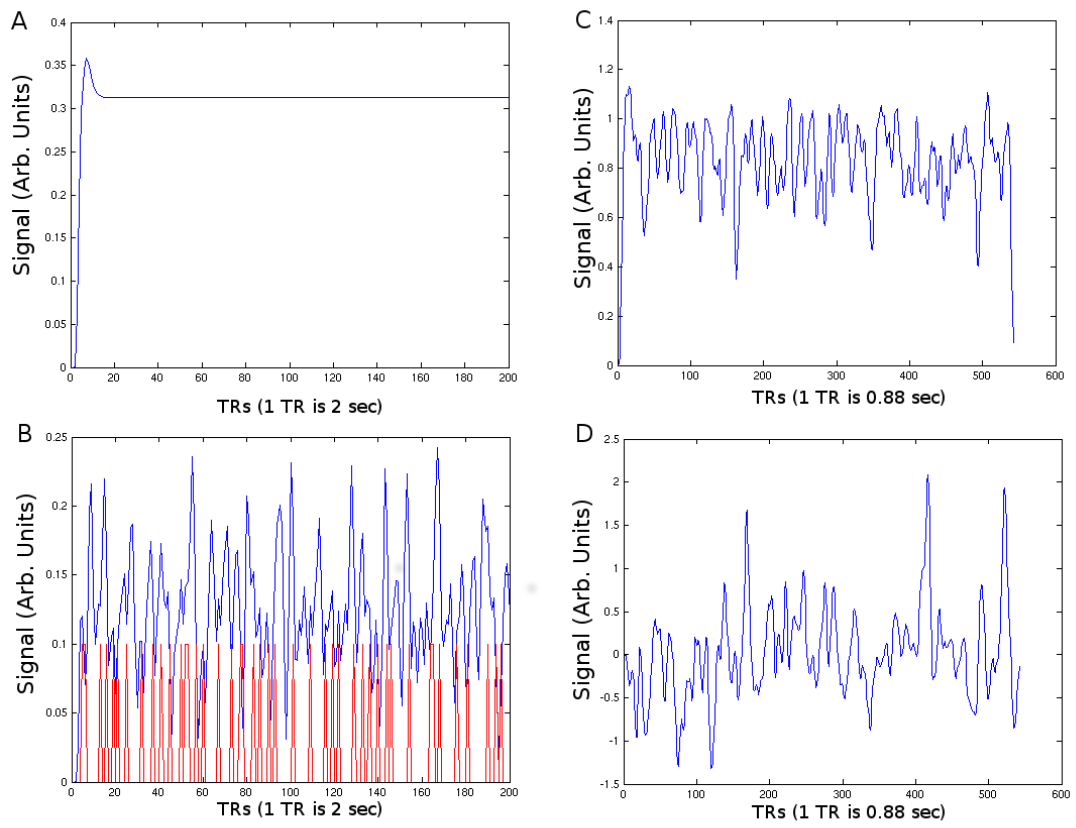 A
Signal (Arb. Units)
0.4
0.35
0.3
0.25
0.2
0.15
0.1
0.05
0
0 20 40 60 80 100 120 140 160 180 200
TRs (1 TR is 2 sec)
C
Signal (Arb. Units)
1.4
1.2
1
0.8
0.6
0.4
0.2
0
0 100 200 300 400 500 600
TRs (1 TR is 0.88 sec)
B
Signal (Arb. Units)
0.25
0.2
0.15
0.1
0.05
0
0 20 40 60 80 100 120 140 160 180 200
TRs (1 TR is 2 sec)
D
Signal (Arb. Units)
2.5
2
1.5
1
0.5
0
-0.5
-1
-1.5
0 100 200 300 400 500 600
TRs (1 TR is 0.88 sec)